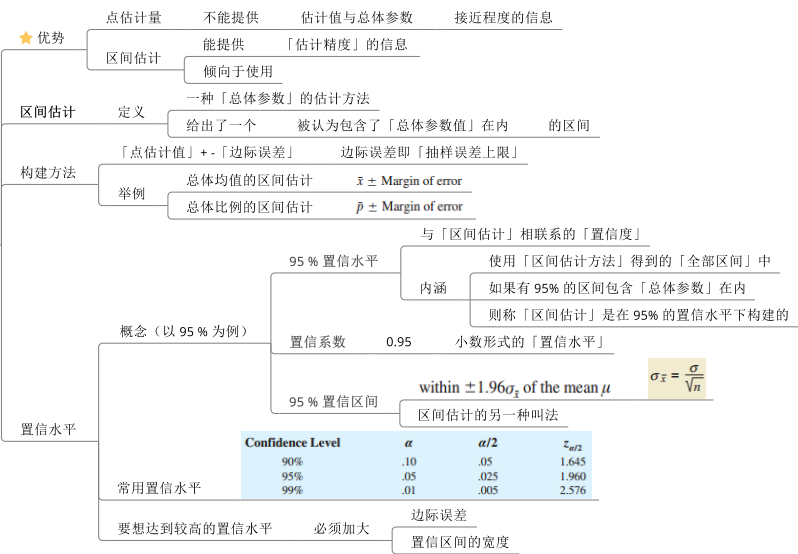 优势
点估计量
不能提供
估计值与总体参数
接近程度的信息
区间估计
能提供
「估计精度」的信息
倾向于使用
区间估计
定义
一种「总体参数」的估计方法
给出了一个
被认为包含了「总体参数值」在内
的区间
构建方法
「点估计值」+ -「边际误差」
边际误差即「抽样误差上限」
举例
总体均值的区间估计
x̄ ± Margin of error
总体比例的区间估计
p̄ ± Margin of error
置信水平
概念（以 95 % 为例）
95 % 置信水平
与「区间估计」相联系的「置信度」
内涵
使用「区间估计方法」得到的「全部区间」中
如果有 95% 的区间包含「总体参数」在内
则称「区间估计」是在 95% 的置信水平下构建的
置信系数
0.95
小数形式的「置信水平」
95 % 置信区间
within ±1.96σx̄ of the mean μ
σx̄ = σ/√n
区间估计的另一种叫法
常用置信水平
Confidence Level α α/2 zα/2
90% .10 .05 1.645
95% .05 .025 1.960
99% .01 .005 2.576
要想达到较高的置信水平
必须加大
边际误差
置信区间的宽度